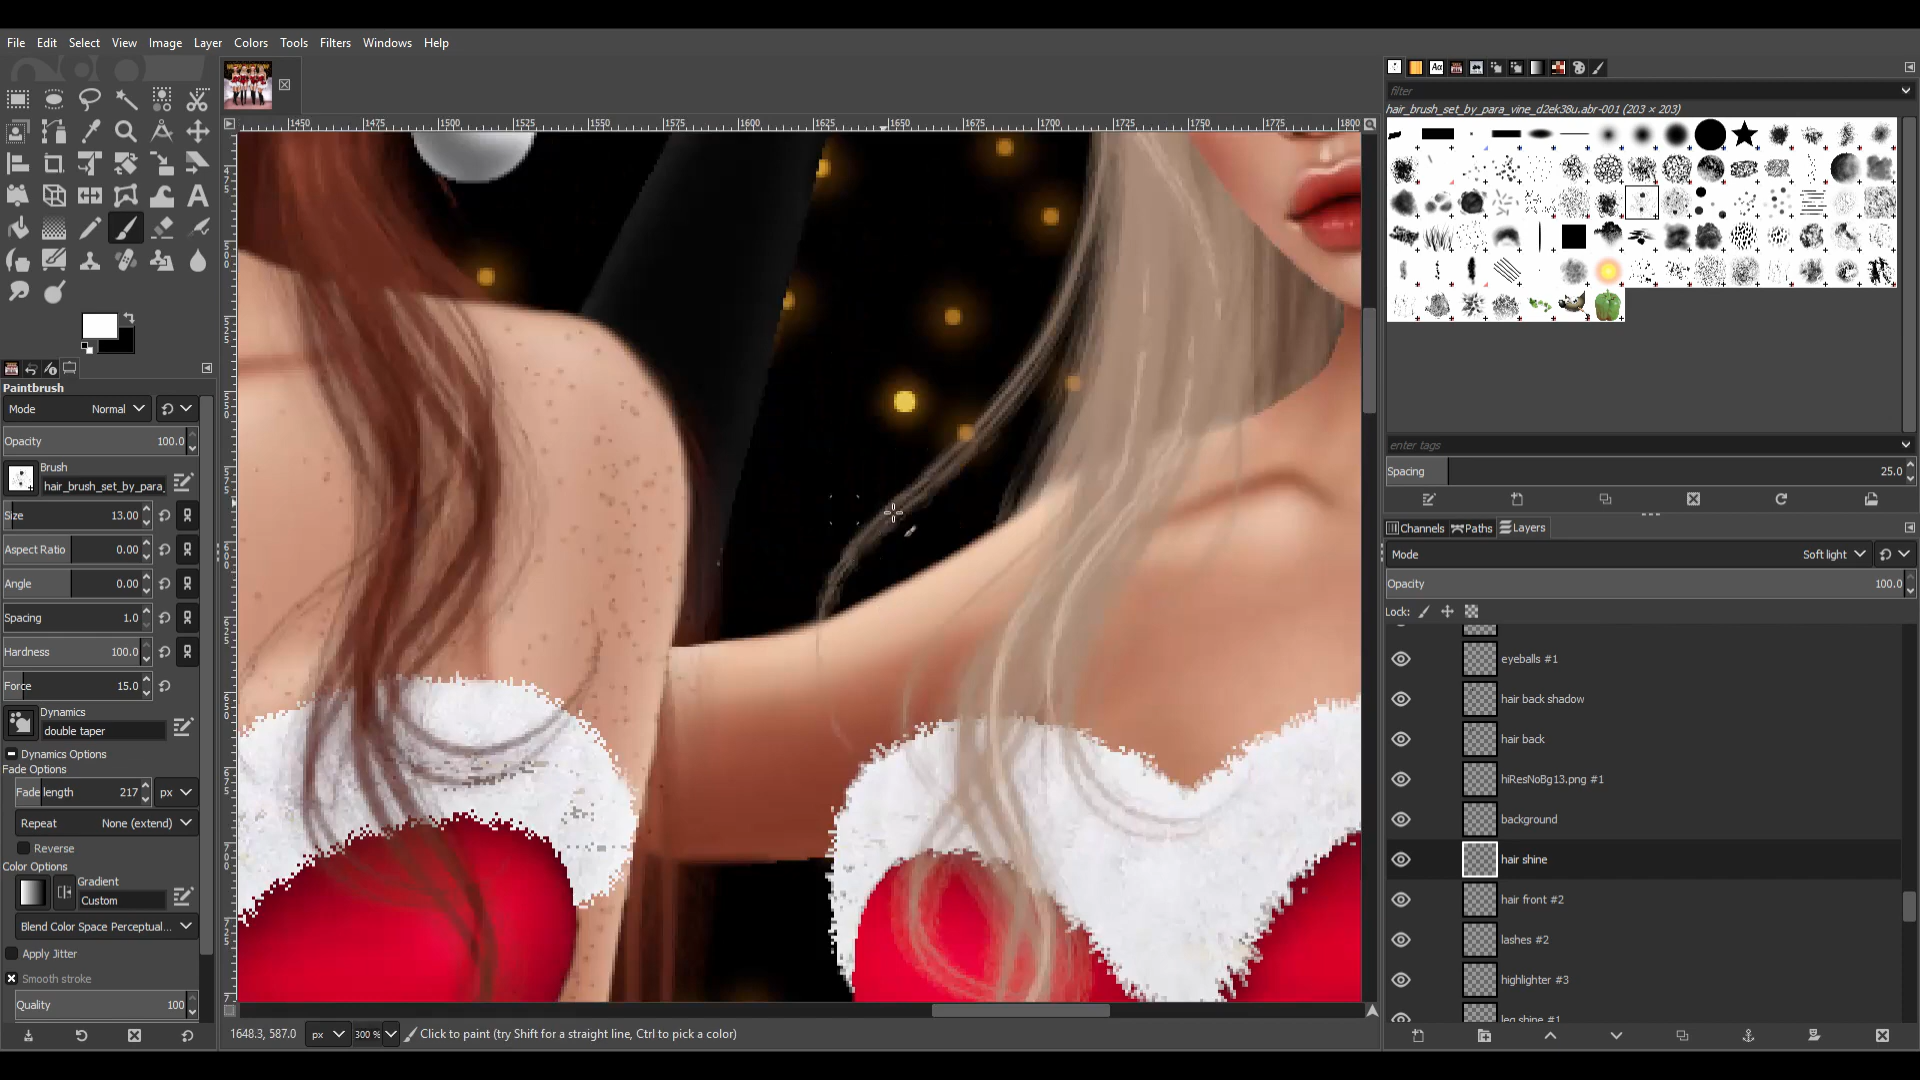 File Edit Select View Image Layer Colors Tools Filters Windows Help
filter
hair_brush_set_by_para_vine_d2ek38u.abr-001 (203 × 203)
1450 1475 1500 1525 1550 1575 1600 1625 1650 1675 1700 1725 1750 1775 1800
Paintbrush
Mode Normal
Opacity 100.0
Brush
hair_brush_set_by_para_
Size 13.00
Aspect Ratio 0.00
Angle 0.00
Spacing 1.0
Hardness 100.0
Force 15.0
Dynamics
double taper
Dynamics Options
Fade Options
Fade length 217 px
Repeat None (extend)
Reverse
Color Options
Gradient
Custom
Blend Color Space Perceptual...
Apply Jitter
Smooth stroke
Quality 100
1648.3, 587.0 px 300 % Click to paint (try Shift for a straight line, Ctrl to pick a color)
enter tags
Spacing 25.0
Channels Paths Layers
Mode Soft light
Opacity 100.0
Lock:
eyeballs #1
hair back shadow
hair back
hiResNoBg13.png #1
background
hair shine
hair front #2
lashes #2
highlighter #3
leg shine #1